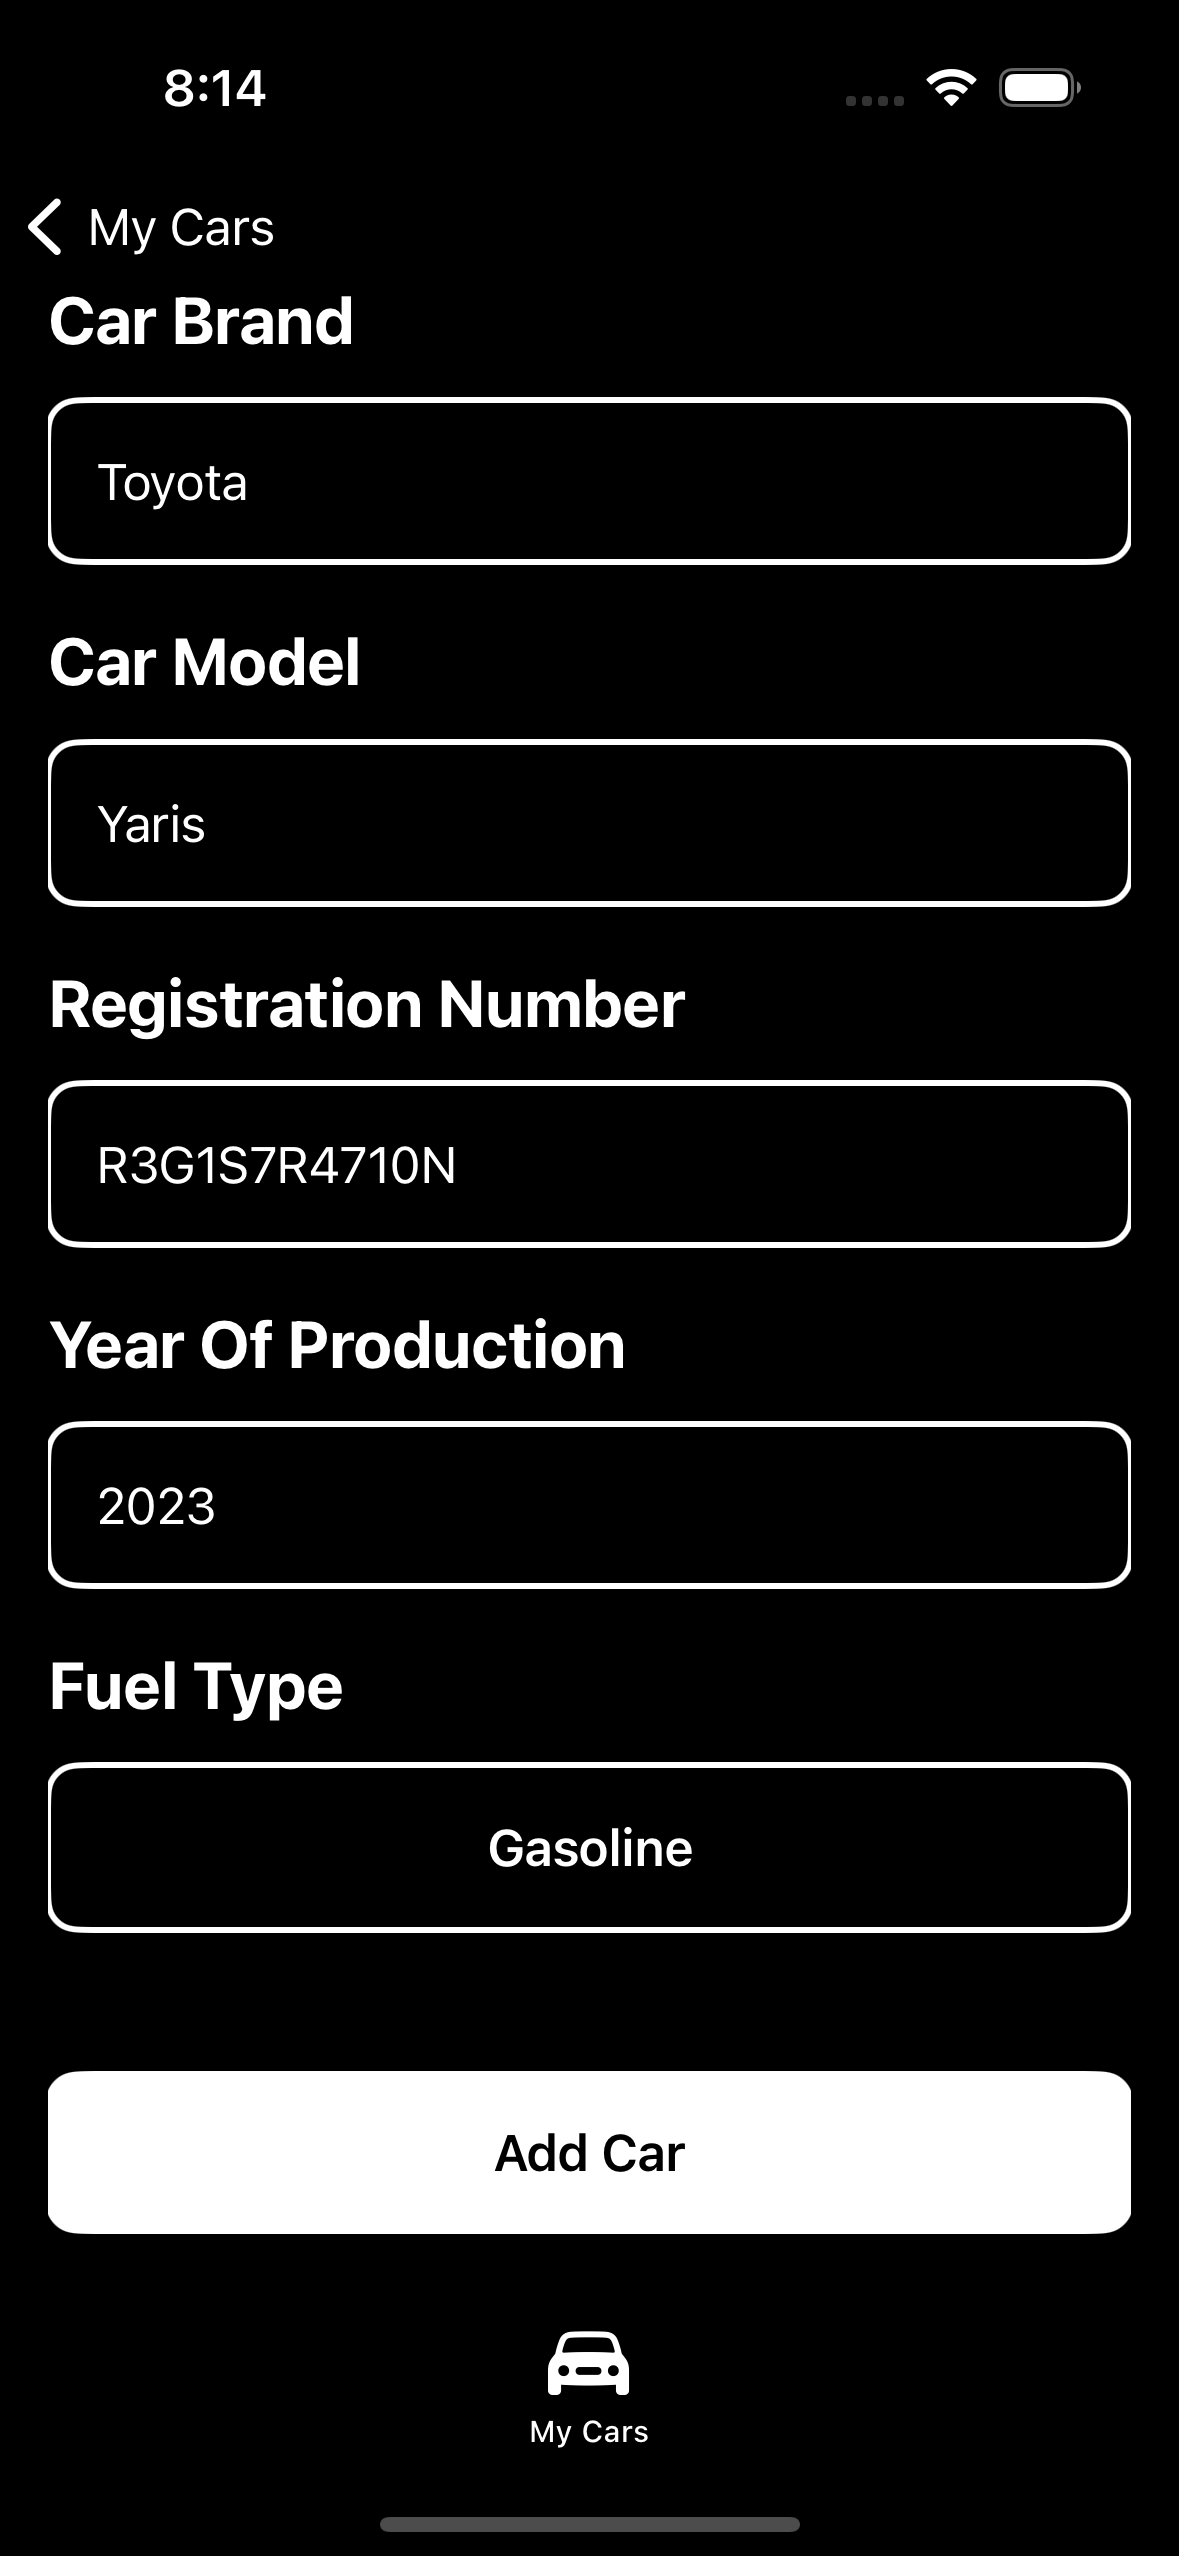 8:14
My Cars
Car Brand
Toyota
Car Model
Yaris
Registration Number
R3G1S7R4710N
Year Of Production
2023
Fuel Type
Gasoline
Add Car
My Cars